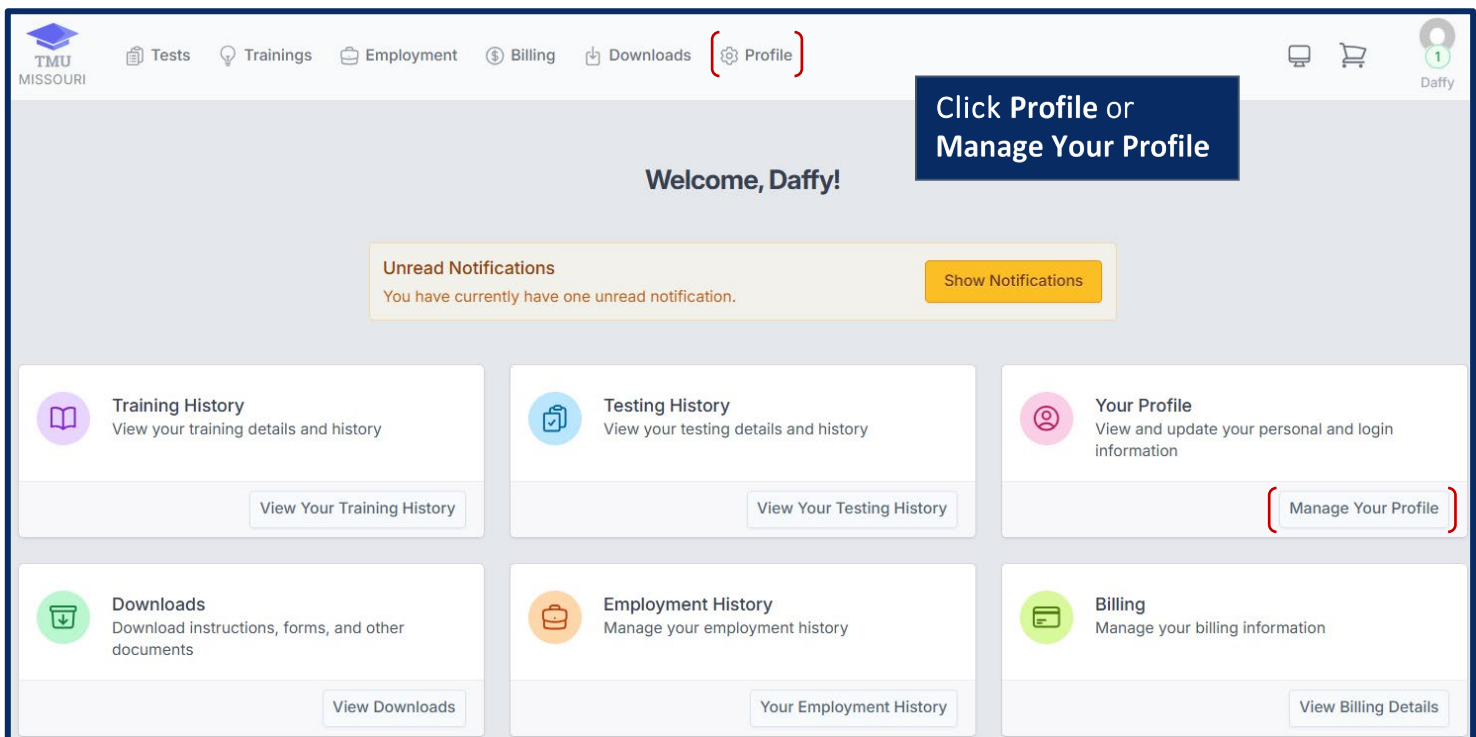 TMU
MISSOURI
Tests
Trainings
Employment
Billing
Downloads
Profile
1
Daffy
Click Profile or
Manage Your Profile
Welcome, Daffy!
Unread Notifications
You have currently have one unread notification.
Show Notifications
Training History
View your training details and history
View Your Training History
Testing History
View your testing details and history
View Your Testing History
Your Profile
View and update your personal and login
information
Manage Your Profile
Downloads
Download instructions, forms, and other
documents
View Downloads
Employment History
Manage your employment history
Your Employment History
Billing
Manage your billing information
View Billing Details